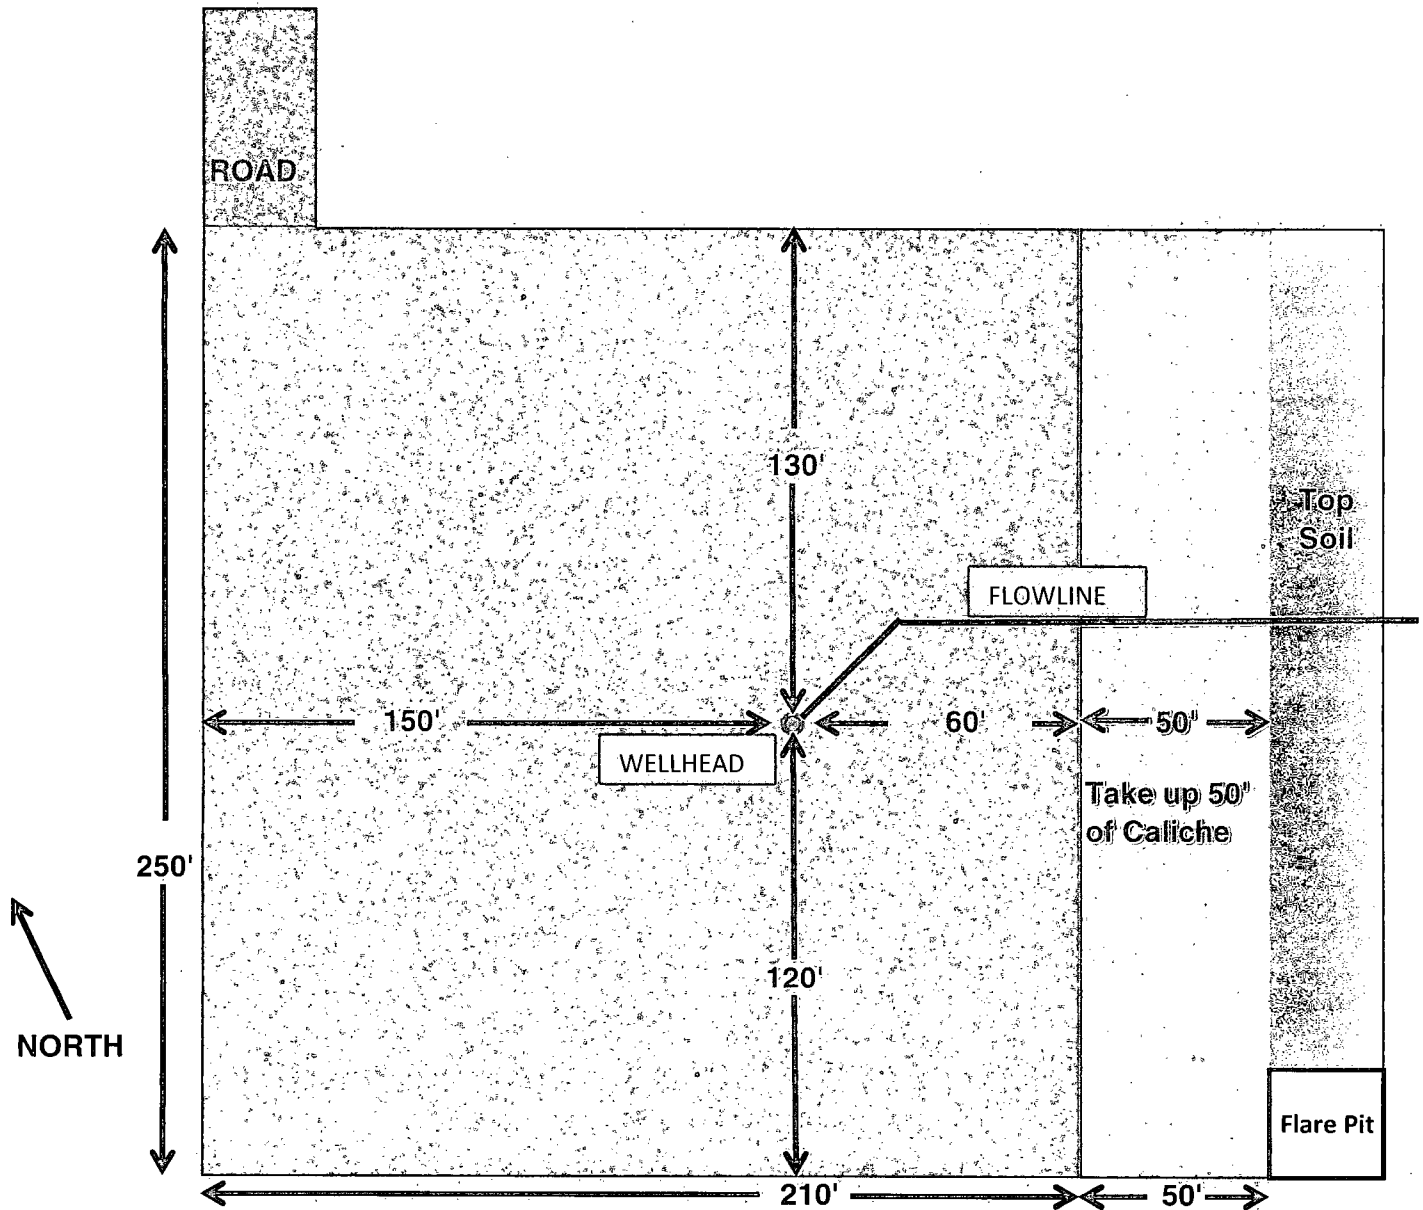 ROAD
130'
Top
Soil
FLOWLINE
150'
60'
50'
WELLHEAD
Take up 50'
of Caliche
250'
120'
NORTH
Flare Pit
210'
50'